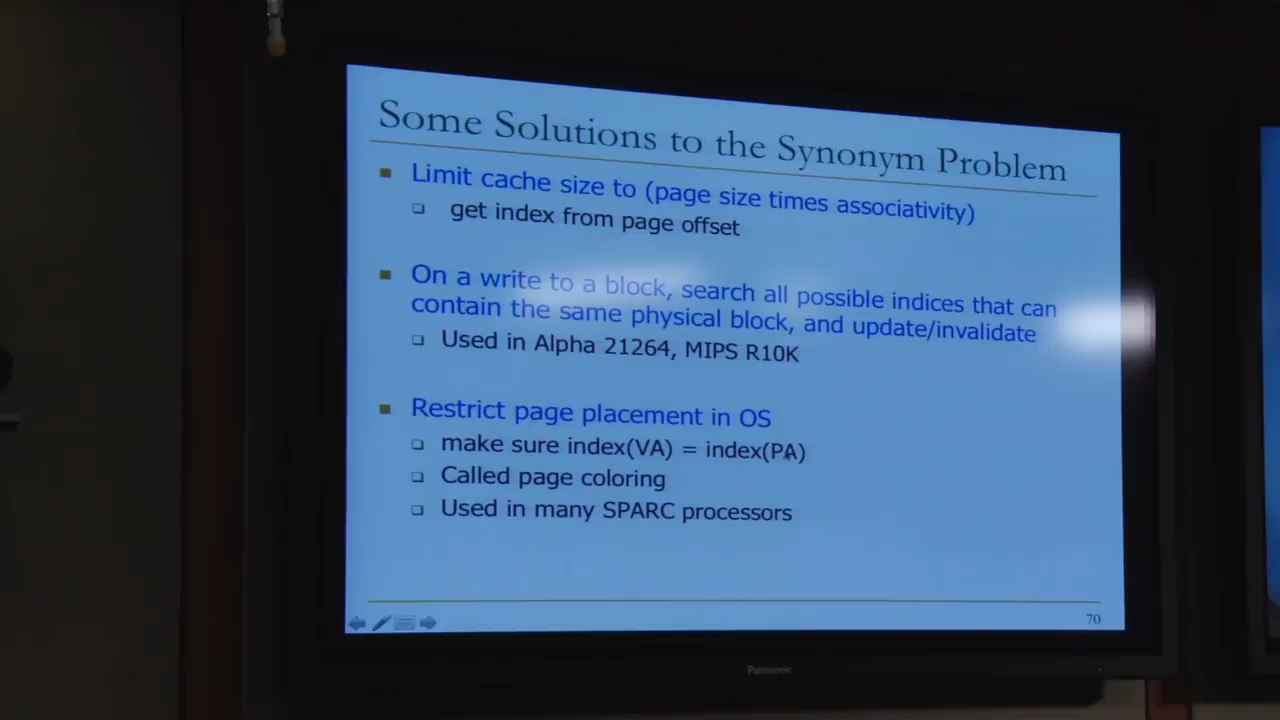 Some Solutions to the Synonym Problem
Limit cache size to (page size times associativity)
get index from page offset
On a write to a block, search all possible indices that can
contain the same physical block, and update/invalidate
Used in Alpha 21264, MIPS R10K
Restrict page placement in OS
make sure index(VA) = index(PA)
Called page coloring
Used in many SPARC processors
70
Panasonic